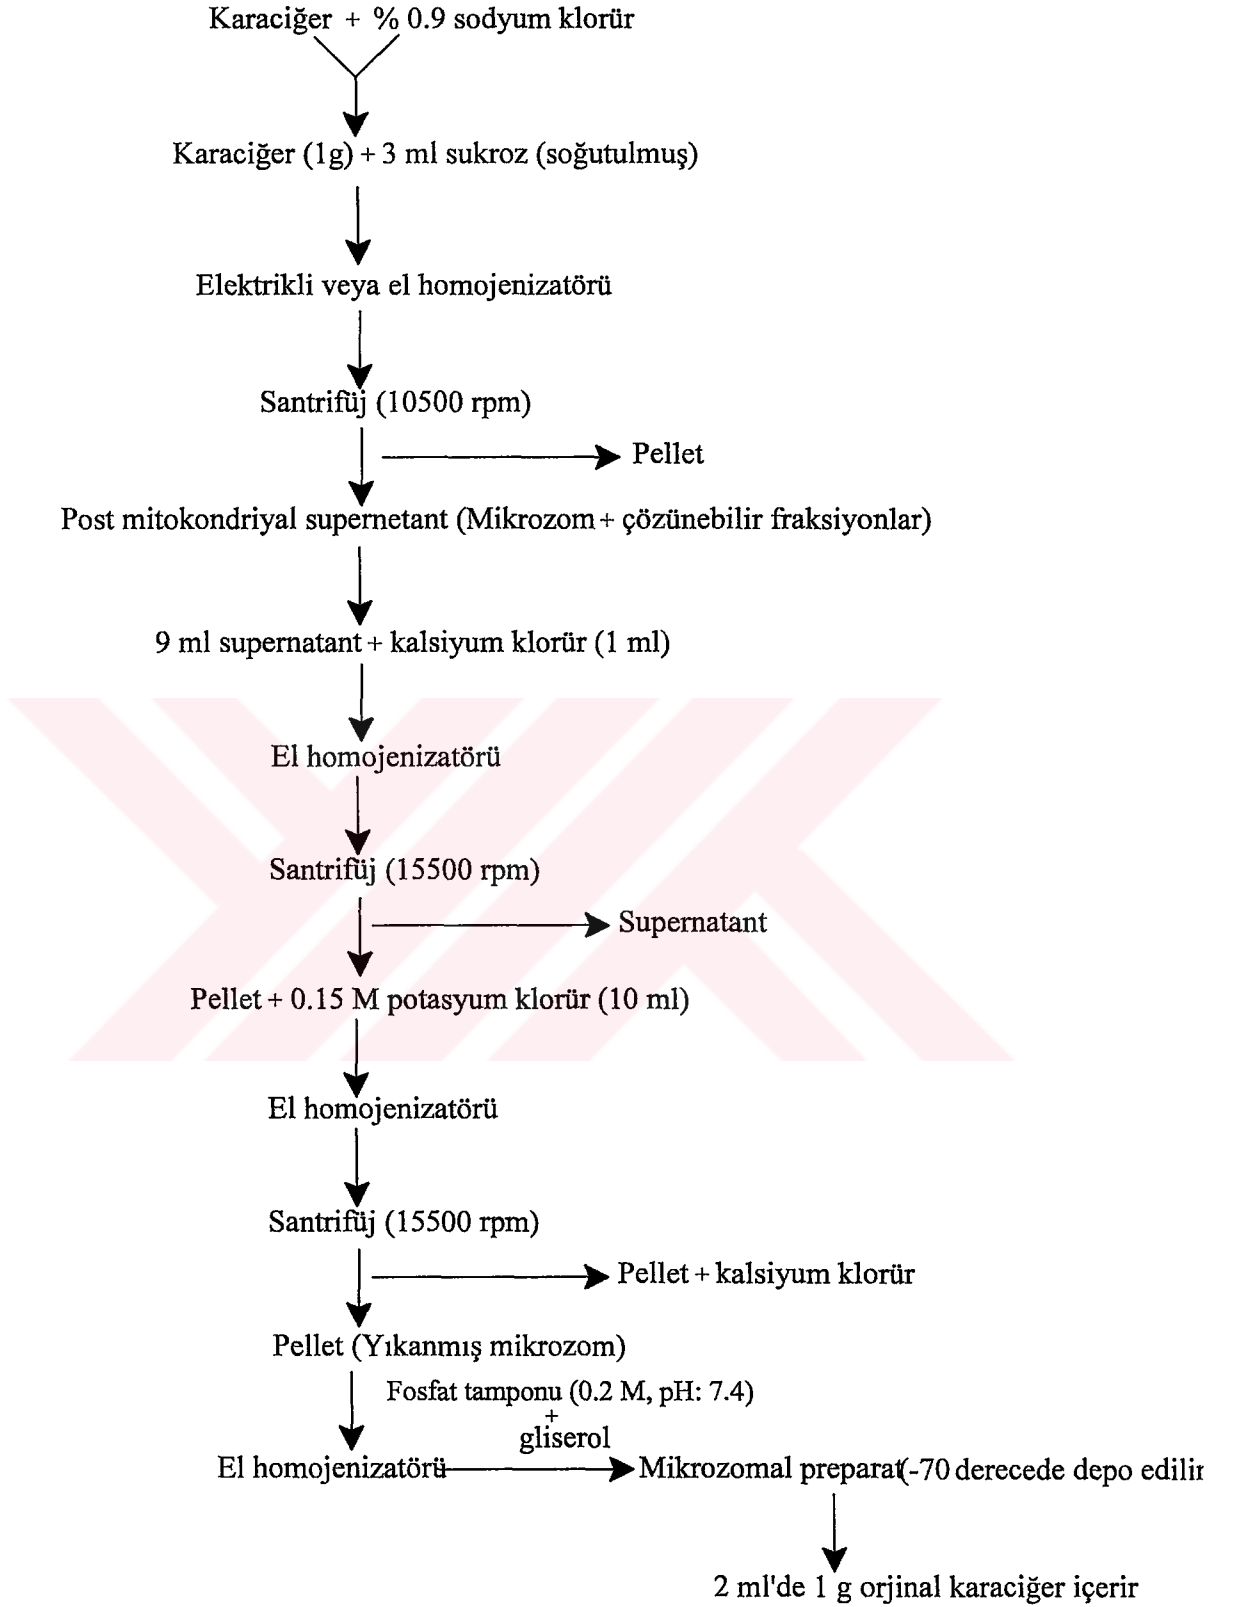 Karaciğer + % 0.9 sodyum klorür
Karaciğer (1g) + 3 ml sukroz (soğutulmuş)
Elektrikli veya el homojenizatörü
Santrifüj (10500 rpm)
Pellet
Post mitokondriyal supernetant (Mikrozom + çözünebilir fraksiyonlar)
9 ml supernatant + kalsiyum klorür (1 ml)
El homojenizatörü
Santrifüj (15500 rpm)
Supernatant
Pellet + 0.15 M potasyum klorür (10 ml)
El homojenizatörü
Santrifüj (15500 rpm)
Pellet + kalsiyum klorür
Pellet (Yıkanmış mikrozom)
Fosfat tamponu (0.2 M, pH: 7.4)
+
gliserol
El homojenizatörü
Mikrozomal preparat(-70 derecede depo edilir
2 ml'de 1 g orjinal karaciğer içerir